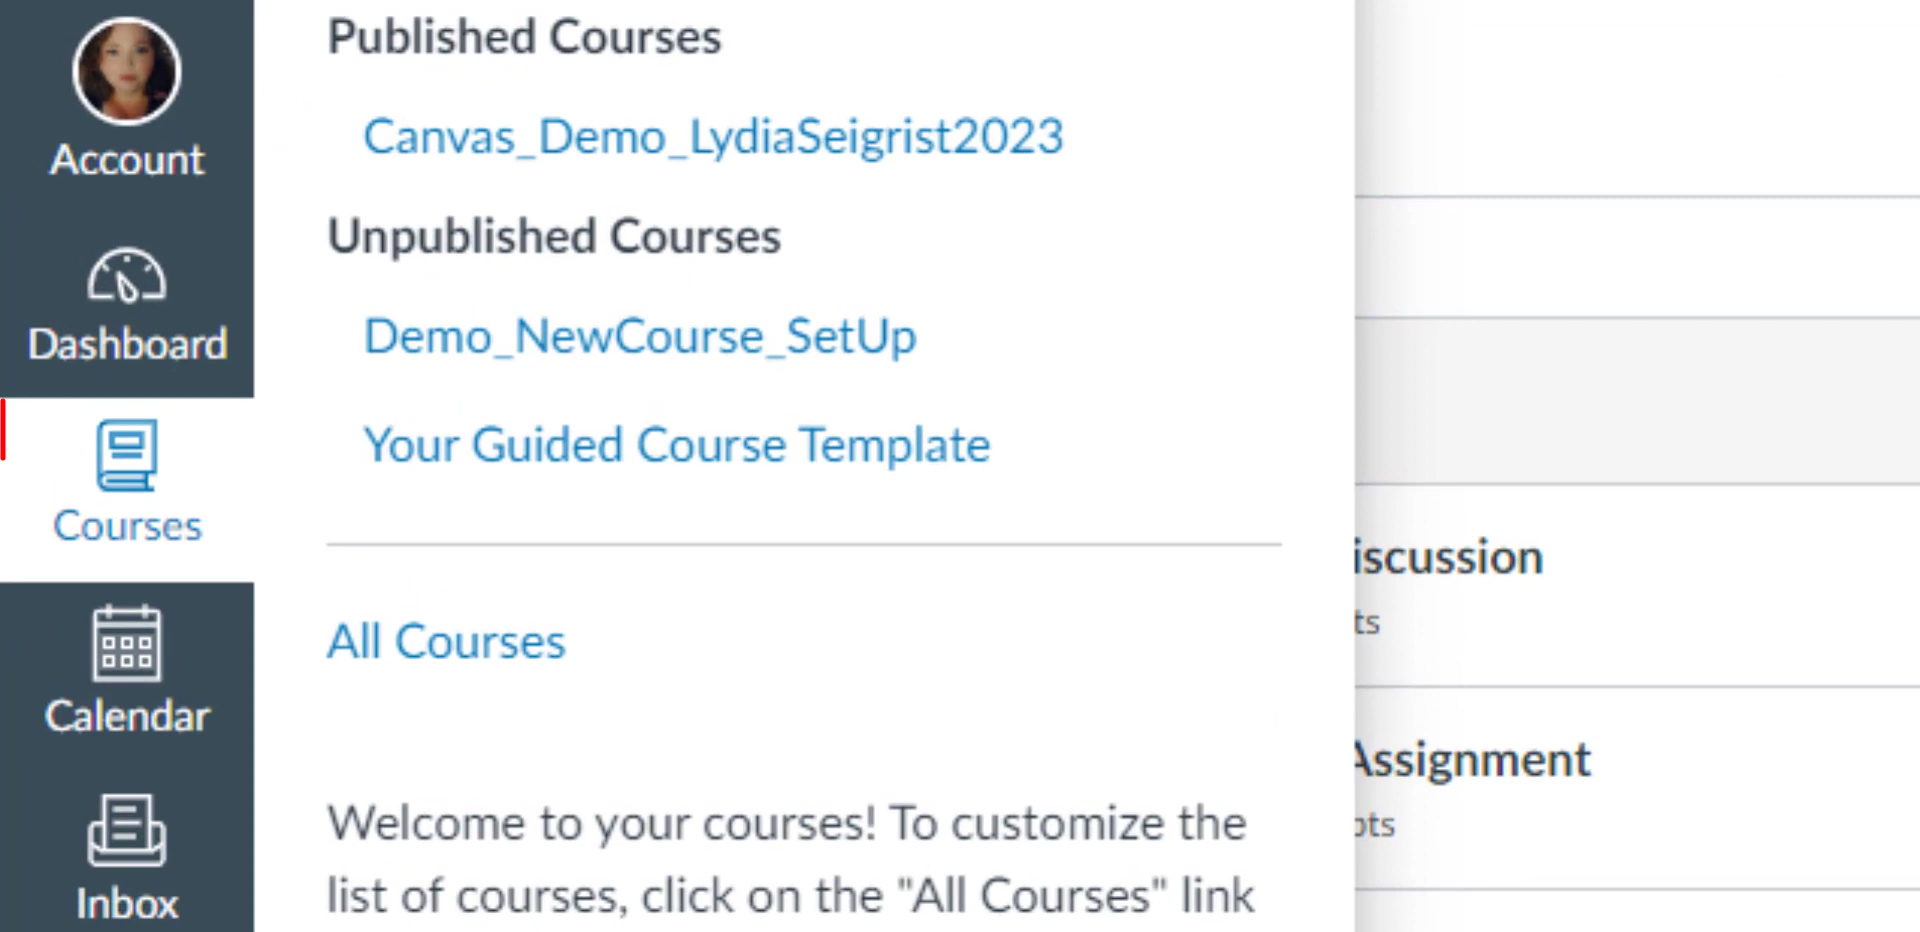 Account
Dashboard
Courses
Calendar
Inbox
Published Courses
Canvas_Demo_LydiaSeigrist2023
Unpublished Courses
Demo_NewCourse_SetUp
Your Guided Course Template
All Courses
Welcome to your courses! To customize the
list of courses, click on the "All Courses" link
iscussion
ts
Assignment
pts